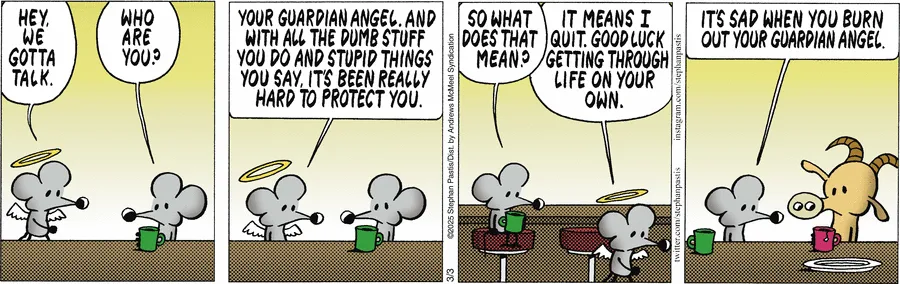 HEY,
WE
GOTTA
TALK.
WHO
ARE
YOU?
YOUR GUARDIAN ANGEL. AND
WITH ALL THE DUMB STUFF
YOU DO AND STUPID THINGS
YOU SAY, IT'S BEEN REALLY
HARD TO PROTECT YOU.
©2025 Stephan Pastis/Dist. by Andrews McMeel Syndication
3/3
SO WHAT
DOES THAT
MEAN?
IT MEANS I
QUIT. GOOD LUCK
GETTING THROUGH
LIFE ON YOUR
OWN.
twitter.com/stephanpastis
instagram.com/stephanpastis
IT'S SAD WHEN YOU BURN
OUT YOUR GUARDIAN ANGEL.